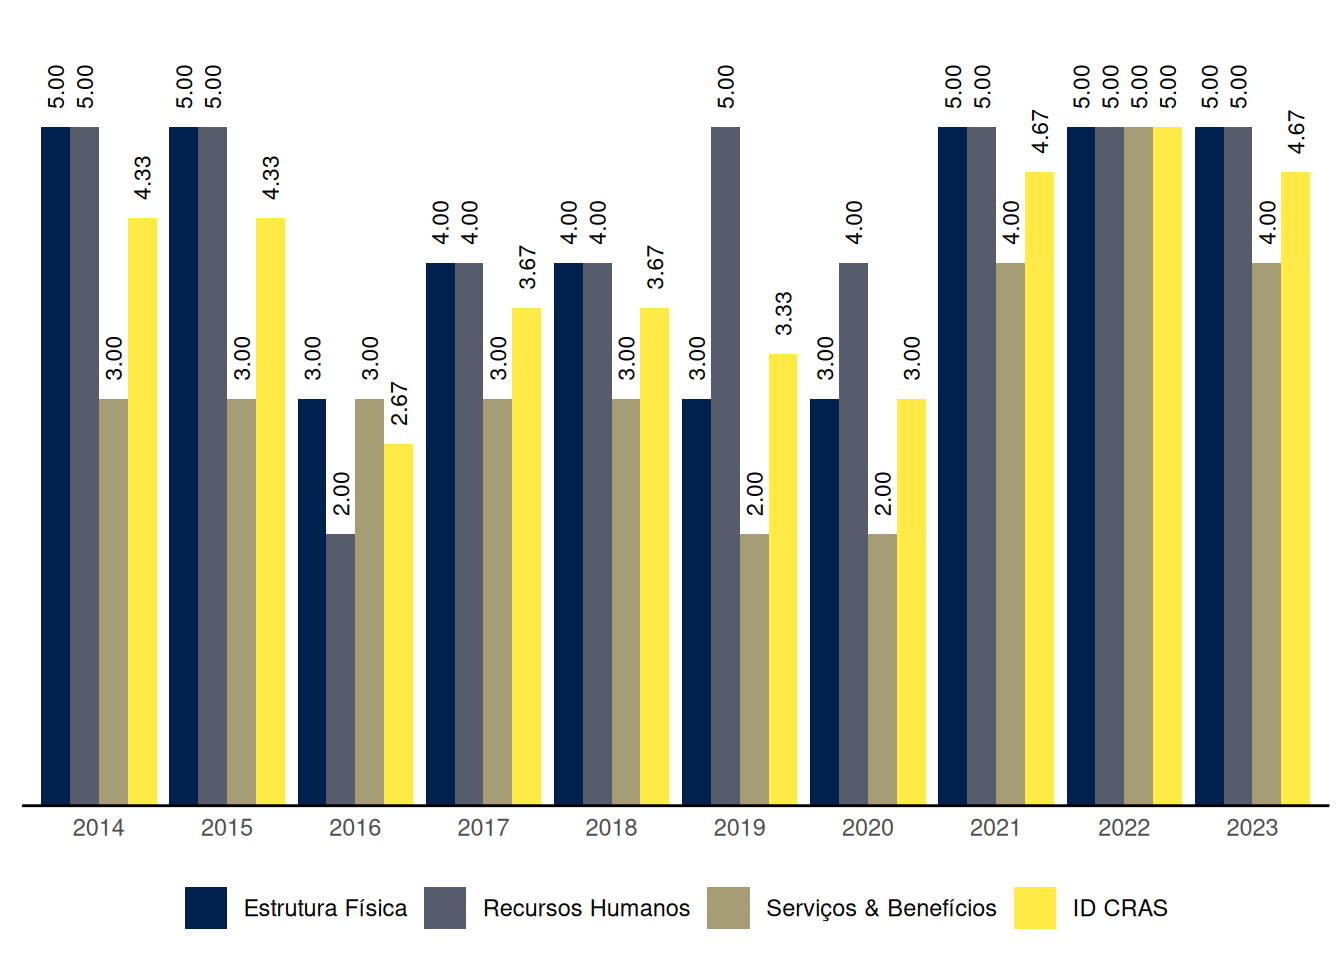 5.00 5.00 3.00 4.33
5.00 5.00 3.00 4.33
3.00 2.00 3.00 2.67
4.00 4.00 3.00 3.67
4.00 4.00 3.00 3.67
3.00 5.00 2.00 3.33
3.00 4.00 2.00 3.00
5.00 5.00 4.00 4.67
5.00 5.00 5.00 5.00
5.00 5.00 4.00 4.67
2014 2015 2016 2017 2018 2019 2020 2021 2022 2023
Estrutura Física Recursos Humanos Serviços & Benefícios ID CRAS